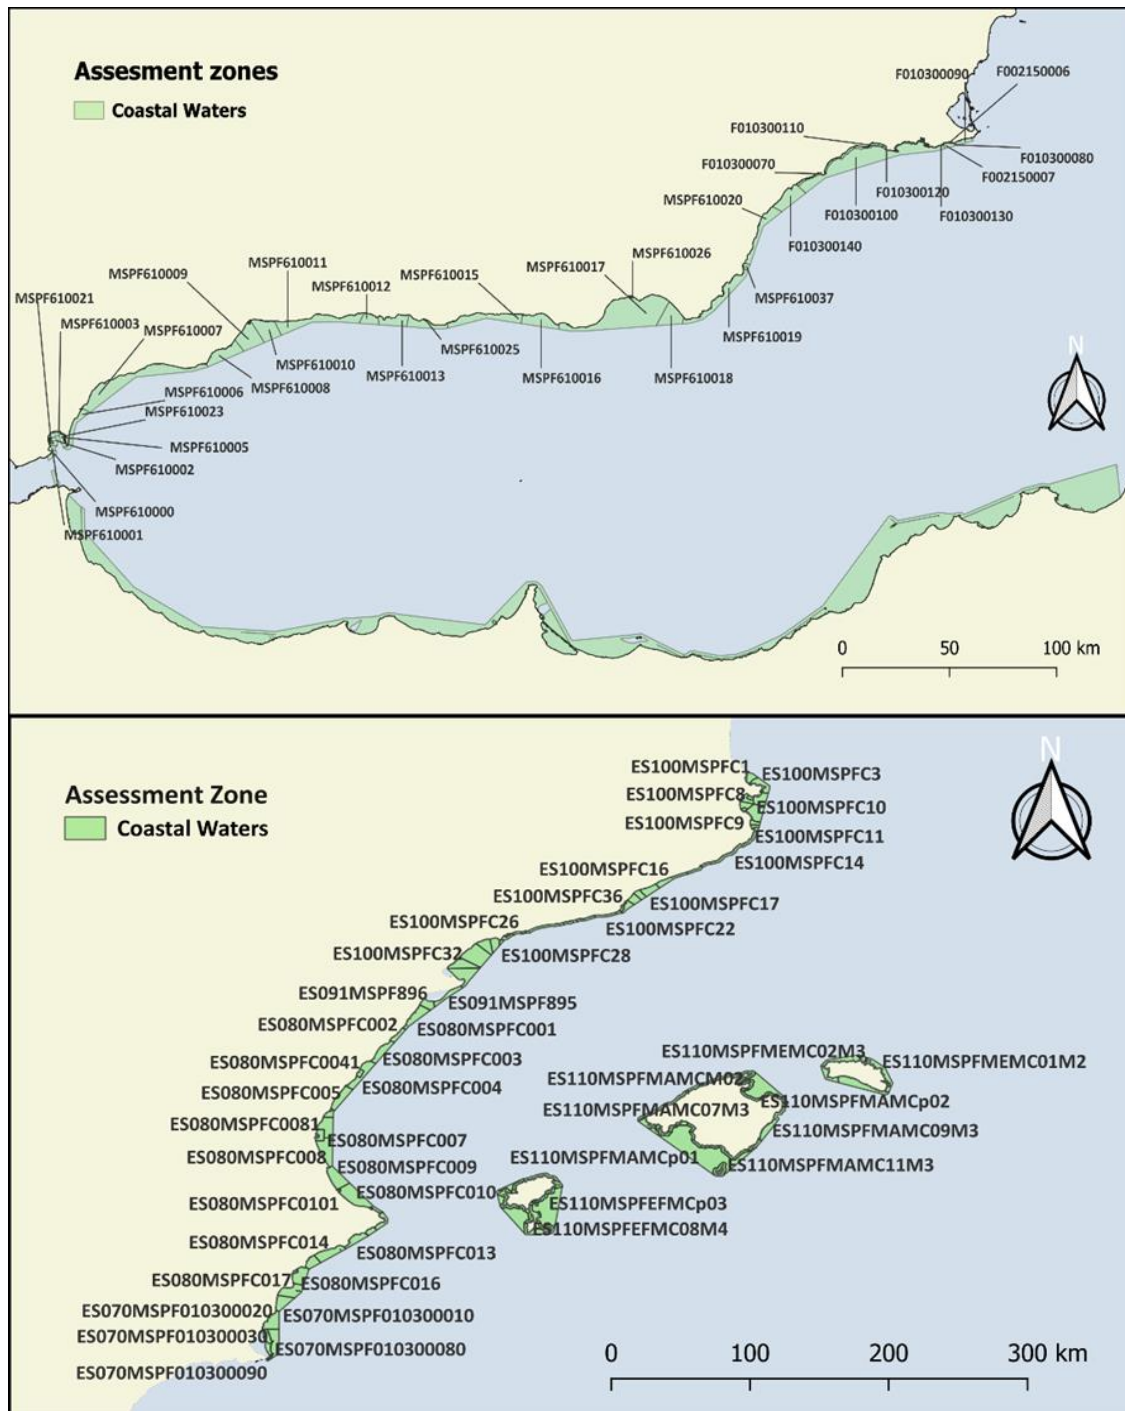 Assesment zones
Coastal Waters
F010300090
F002150006
F010300110
F010300080
F010300070
F002150007
F010300120
MSPF610020
F010300100
F010300130
F010300140
MSPF610026
MSPF610017
MSPF610011
MSPF610015
MSPF610009
MSPF610012
MSPF610021
MSPF610037
MSPF610003
MSPF610007
MSPF610019
MSPF610025
MSPF610010
MSPF610013
MSPF610016
MSPF610018
MSPF610008
MSPF610006
MSPF610023
MSPF610005
MSPF610002
MSPF610000
MSPF610001
N
0 50 100 km
Assessment Zone
Coastal Waters
N
ES100MSPFC1
ES100MSPFC3
ES100MSPFC8
ES100MSPFC10
ES100MSPFC9
ES100MSPFC11
ES100MSPFC14
ES100MSPFC16
ES100MSPFC36
ES100MSPFC17
ES100MSPFC26
ES100MSPFC22
ES100MSPFC32
ES100MSPFC28
ES091MSPF896
ES091MSPF895
ES080MSPFC002
ES080MSPFC001
ES110MSPFMEMC02M3
ES080MSPFC0041
ES080MSPFC003
ES110MSPFMEMC01M2
ES110MSPFMAMCM02
ES080MSPFC005
ES080MSPFC004
ES110MSPFMAMCp02
ES110MSPFMAMC07M3
ES080MSPFC0081
ES110MSPFMAMC09M3
ES080MSPFC007
ES080MSPFC008
ES110MSPFMAMCp01
ES080MSPFC009
ES110MSPFMAMC11M3
ES080MSPFC010
ES080MSPFC0101
ES110MSPFEFMCp03
ES110MSPFEFMC08M4
ES080MSPFC014
ES080MSPFC013
ES080MSPFC017
ES080MSPFC016
ES070MSPF010300020
ES070MSPF010300010
ES070MSPF010300030
ES070MSPF010300080
ES070MSPF010300090
0 100 200 300 km